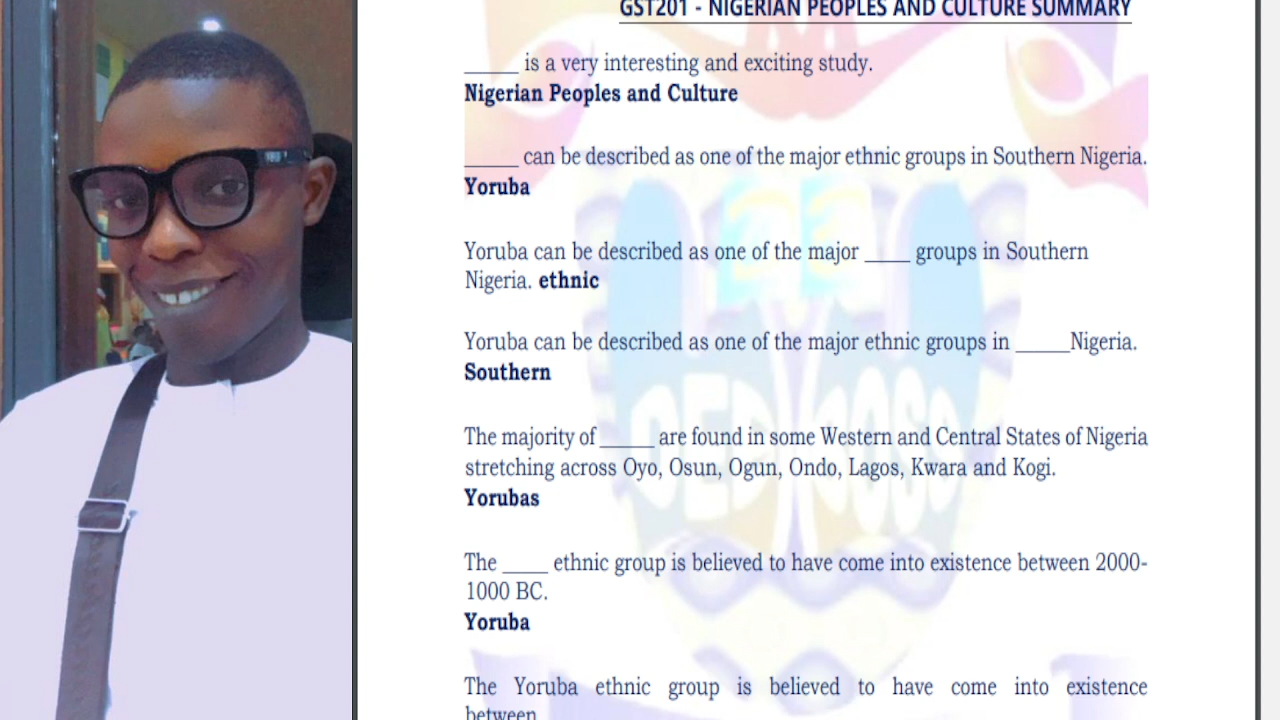 GST201 - NIGERIAN PEOPLES AND CULTURE SUMMARY
_____ is a very interesting and exciting study.
Nigerian Peoples and Culture
_____ can be described as one of the major ethnic groups in Southern Nigeria.
Yoruba
Yoruba can be described as one of the major ____ groups in Southern
Nigeria. ethnic
Yoruba can be described as one of the major ethnic groups in _____Nigeria.
Southern
The majority of _____ are found in some Western and Central States of Nigeria
stretching across Oyo, Osun, Ogun, Ondo, Lagos, Kwara and Kogi.
Yorubas
The ____ ethnic group is believed to have come into existence between 2000-
1000 BC.
Yoruba
The Yoruba ethnic group is believed to have come into existence
between